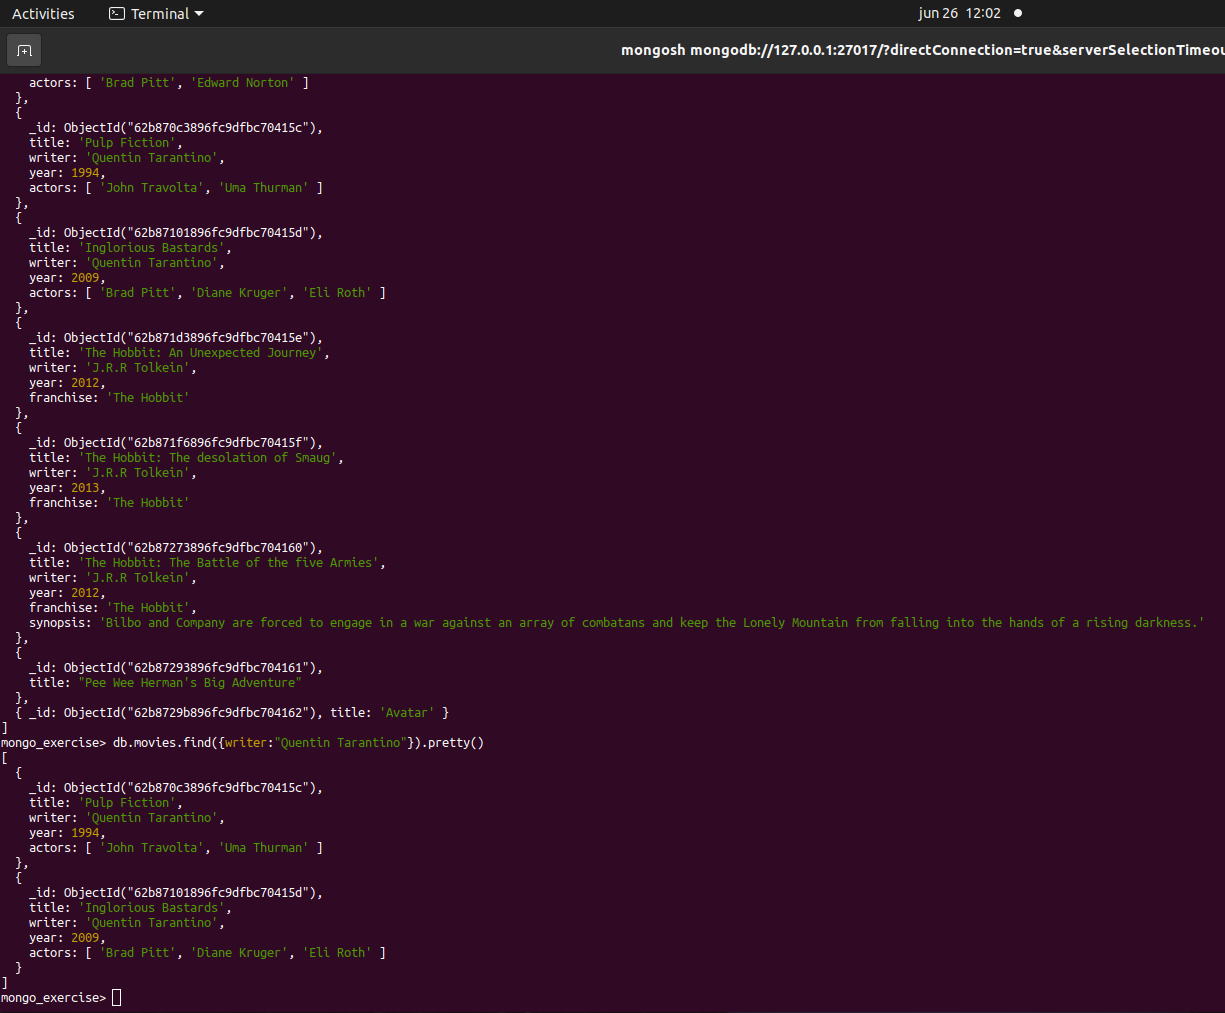 Activities Terminal jun 26 12:02
mongosh mongodb://127.0.0.1:27017/?directConnection=true&serverSelectionTimeou
actors: [ 'Brad Pitt', 'Edward Norton' ]
},
{
_id: ObjectId("62b870c3896fc9dfbc70415c"),
title: 'Pulp Fiction',
writer: 'Quentin Tarantino',
year: 1994,
actors: [ 'John Travolta', 'Uma Thurman' ]
},
{
_id: ObjectId("62b87101896fc9dfbc70415d"),
title: 'Inglorious Bastards',
writer: 'Quentin Tarantino',
year: 2009,
actors: [ 'Brad Pitt', 'Diane Kruger', 'Eli Roth' ]
},
{
_id: ObjectId("62b871d3896fc9dfbc70415e"),
title: 'The Hobbit: An Unexpected Journey',
writer: 'J.R.R Tolkein',
year: 2012,
franchise: 'The Hobbit'
},
{
_id: ObjectId("62b871f6896fc9dfbc70415f"),
title: 'The Hobbit: The desolation of Smaug',
writer: 'J.R.R Tolkein',
year: 2013,
franchise: 'The Hobbit'
},
{
_id: ObjectId("62b87273896fc9dfbc704160"),
title: 'The Hobbit: The Battle of the five Armies',
writer: 'J.R.R Tolkein',
year: 2012,
franchise: 'The Hobbit',
synopsis: 'Bilbo and Company are forced to engage in a war against an array of combatans and keep the Lonely Mountain from falling into the hands of a rising darkness.'
},
{
_id: ObjectId("62b87293896fc9dfbc704161"),
title: "Pee Wee Herman's Big Adventure"
},
{ _id: ObjectId("62b8729b896fc9dfbc704162"), title: 'Avatar' }
]
mongo_exercise> db.movies.find({writer:"Quentin Tarantino"}).pretty()
[
{
_id: ObjectId("62b870c3896fc9dfbc70415c"),
title: 'Pulp Fiction',
writer: 'Quentin Tarantino',
year: 1994,
actors: [ 'John Travolta', 'Uma Thurman' ]
},
{
_id: ObjectId("62b87101896fc9dfbc70415d"),
title: 'Inglorious Bastards',
writer: 'Quentin Tarantino',
year: 2009,
actors: [ 'Brad Pitt', 'Diane Kruger', 'Eli Roth' ]
}
]
mongo_exercise>